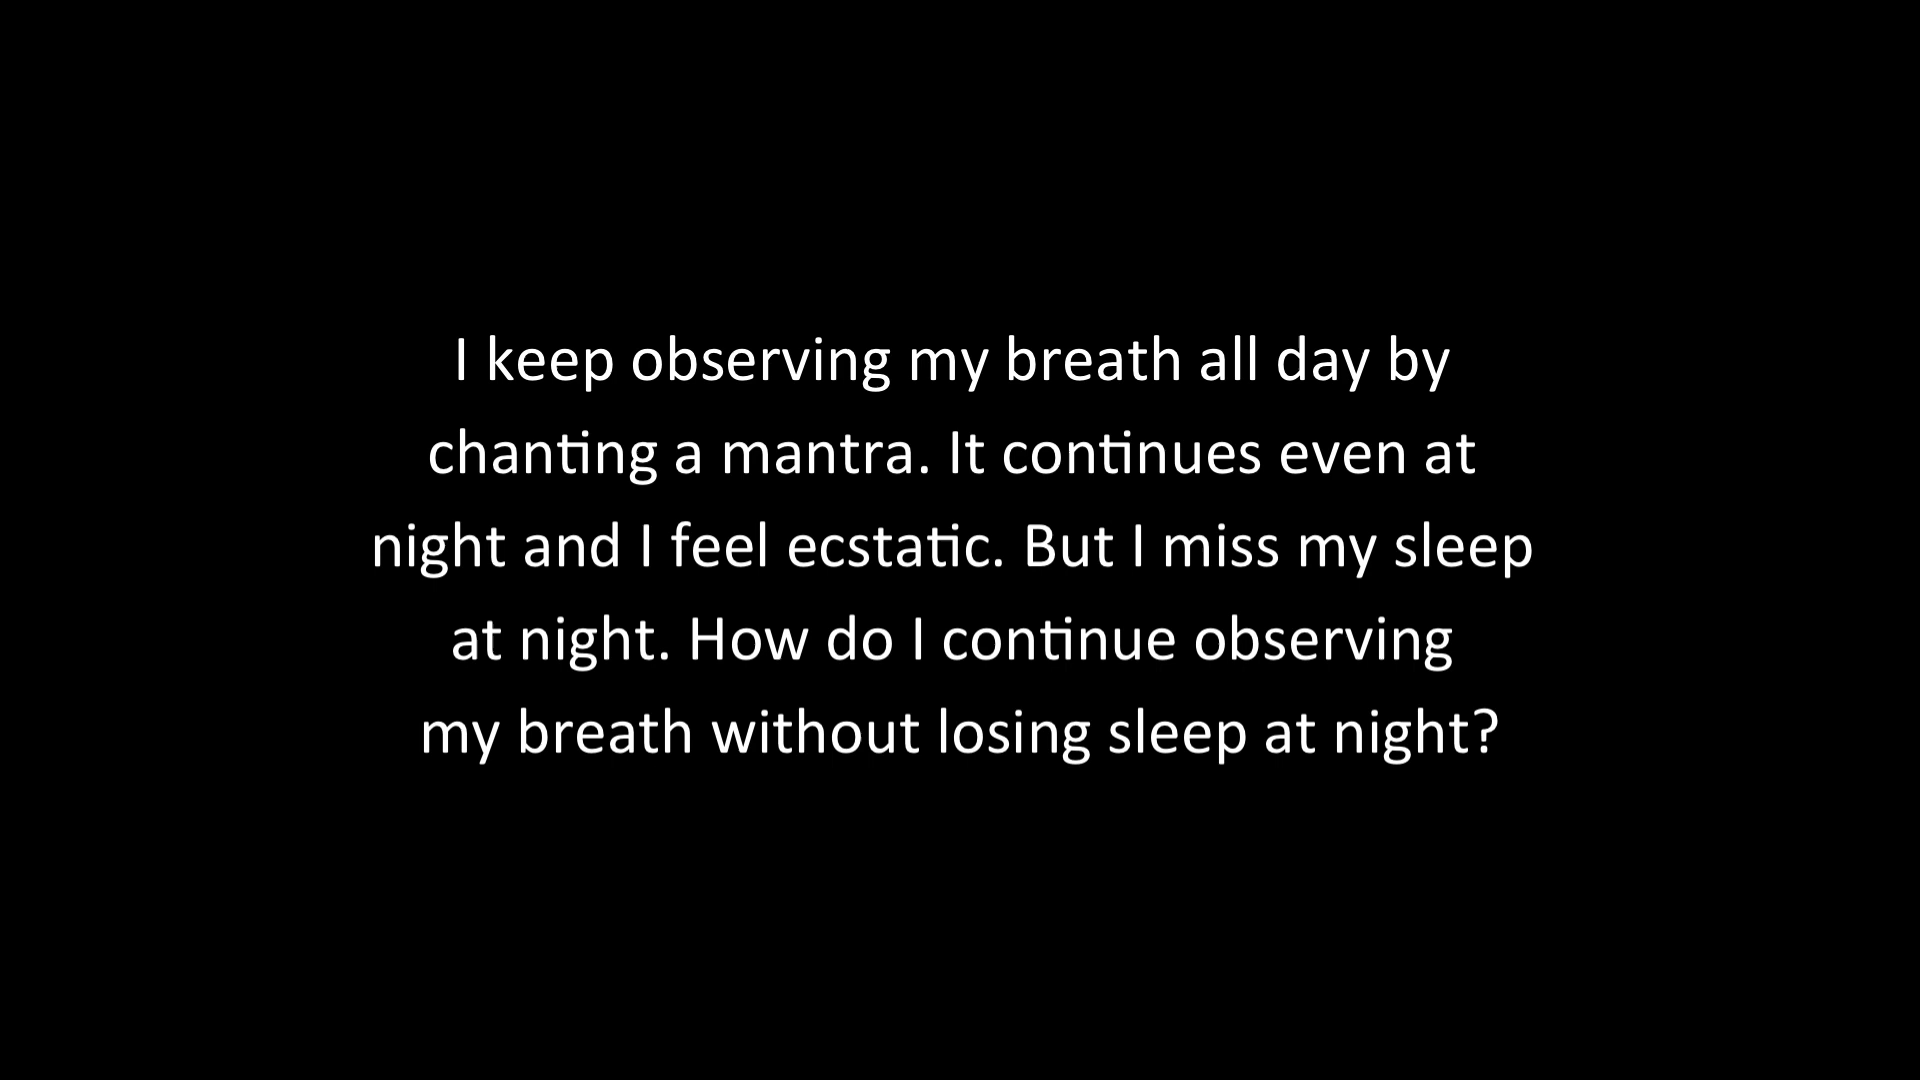 I keep observing my breath all day by
chanting a mantra. It continues even at
night and I feel ecstatic. But I miss my sleep
at night. How do I continue observing
my breath without losing sleep at night?